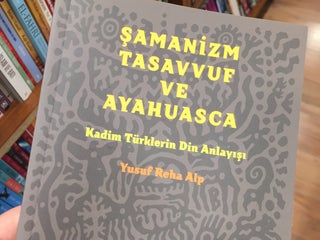 ŞAMANİZM
TASAVVUF
VE
AYAHUASCA
Kadim Türklerin Din Anlayışı
Yusuf Reha Alp